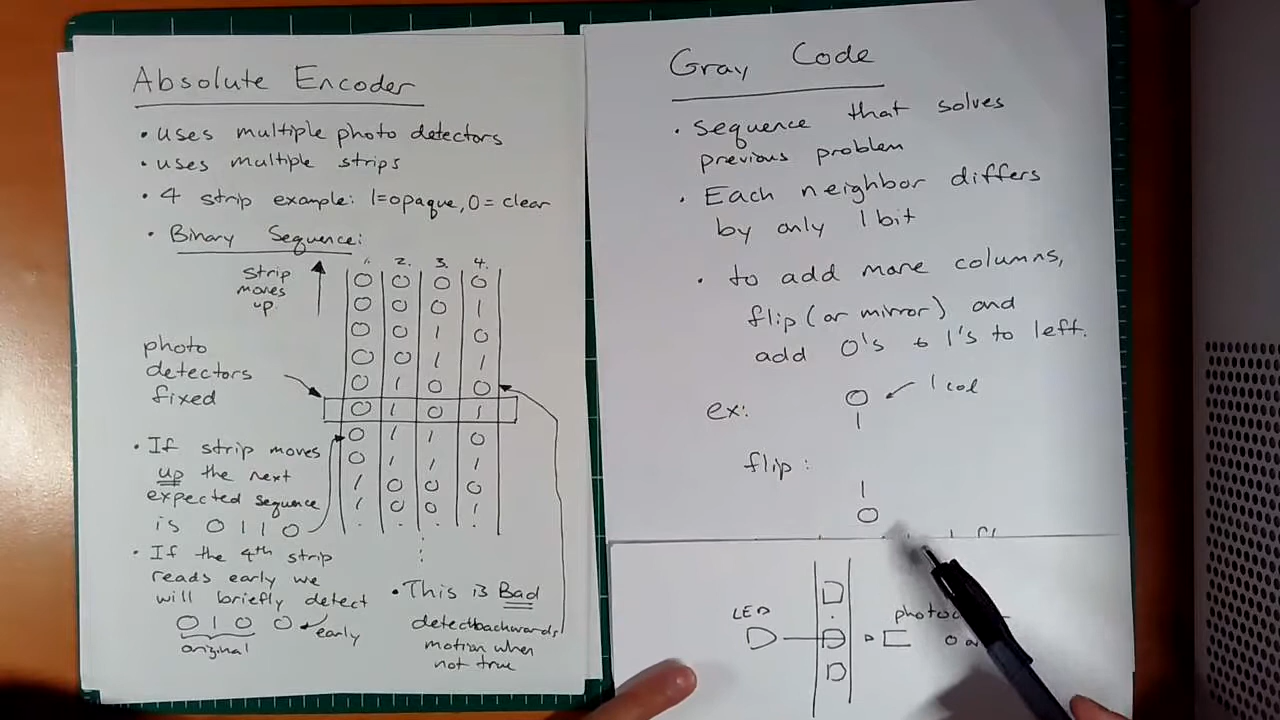 Absolute Encoder
• uses multiple photo detectors
• uses multiple strips
• 4 strip example: 1=opaque, 0=clear
• Binary Sequence:
1. 2. 3. 4.
strip moves up.
0 0 0 0
0 0 0 1
0 0 1 0
0 0 1 1
0 1 0 0
photo detectors fixed
0 1 0 1
0 1 1 0
0 1 1 1
1 0 0 0
1 0 0 1
• If strip moves
up the next
expected sequence
is 0 1 1 0
• If the 4th strip
reads early we
will briefly detect
0 1 0 0 early
original
• This is Bad
detect backwards
motion when
not true
Gray Code
• sequence that solves
previous problem
• Each neighbor differs
by only 1 bit
• to add more columns,
flip (or mirror) and
add 0's & 1's to left.
ex: 0 1 col
1
flip:
1
0
LED